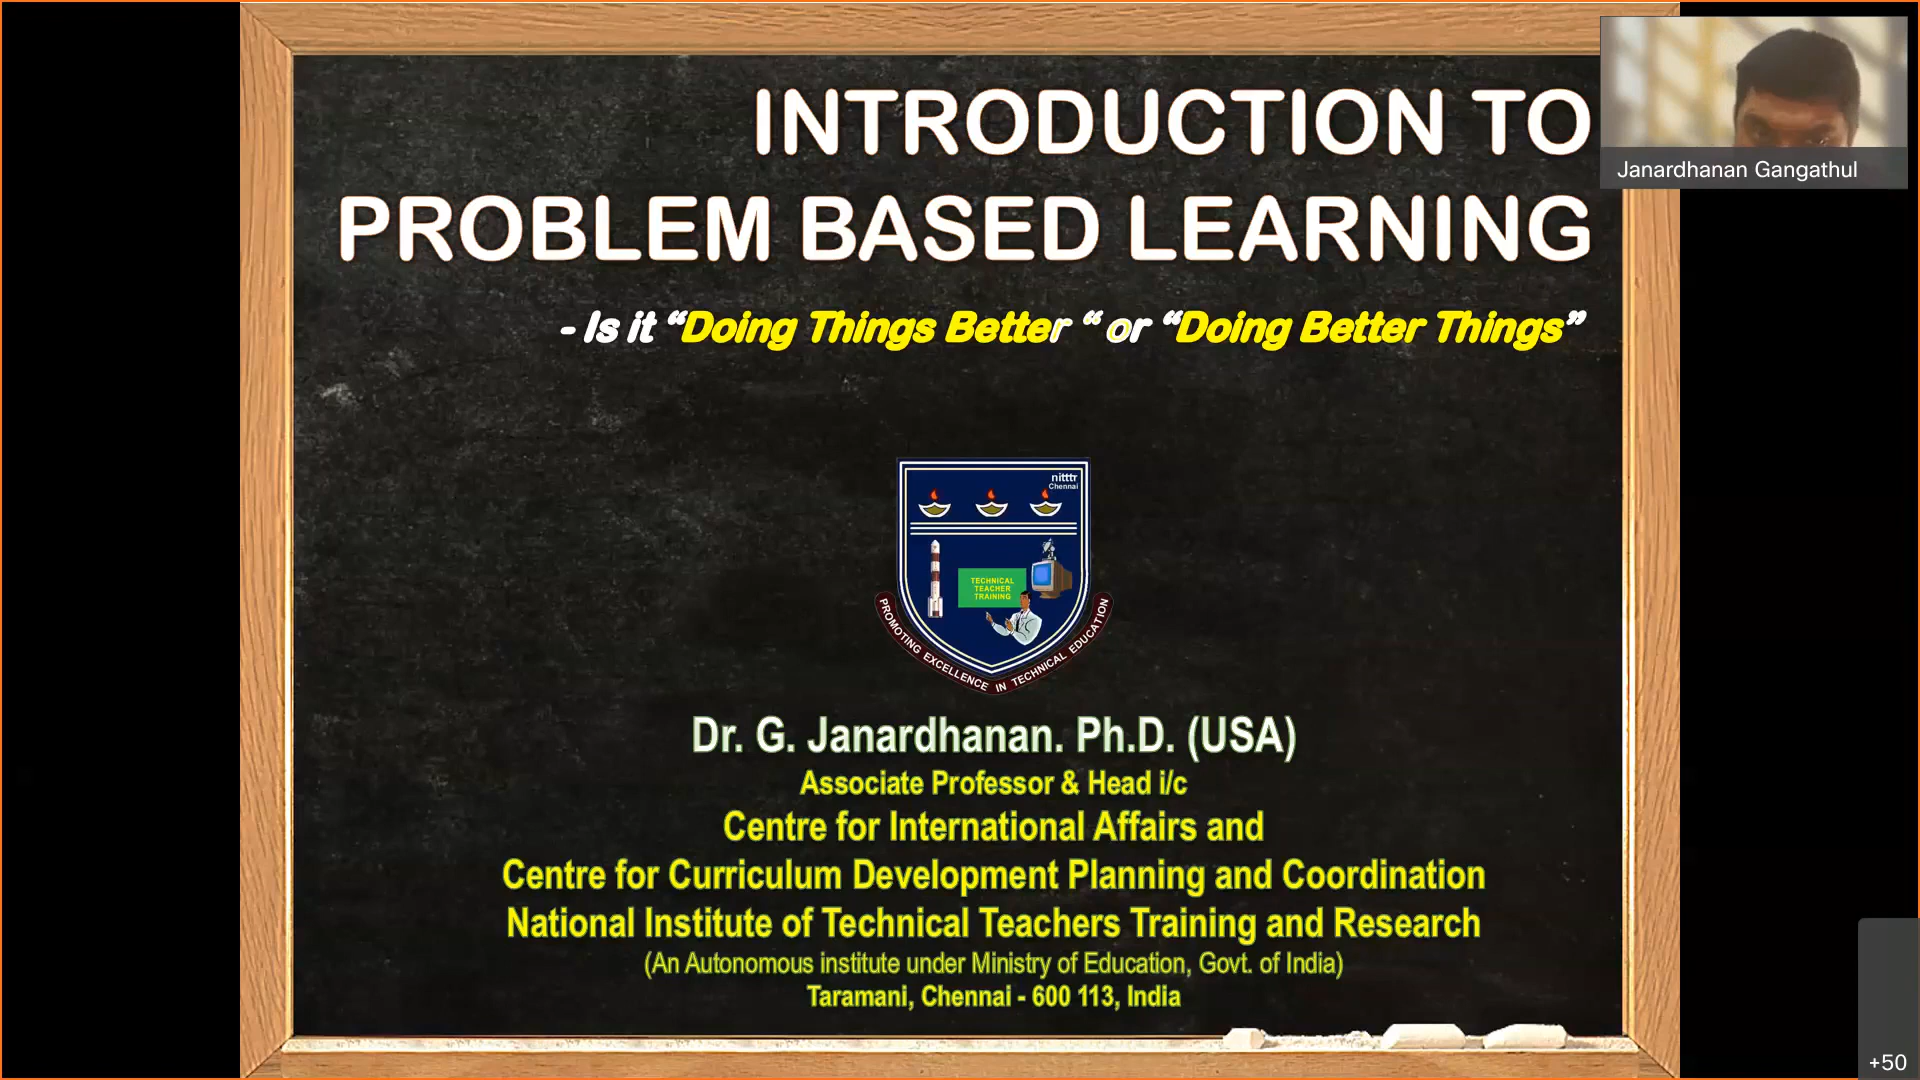 INTRODUCTION TO
PROBLEM BASED LEARNING
- Is it “Doing Things Better “ or “Doing Better Things”
Janardhanan Gangathul
nitttr
Chennai
TECHNICAL
TEACHER
TRAINING
PROMOTING EXCELLENCE IN TECHNICAL EDUCATION
Dr. G. Janardhanan. Ph.D. (USA)
Associate Professor & Head i/c
Centre for International Affairs and
Centre for Curriculum Development Planning and Coordination
National Institute of Technical Teachers Training and Research
(An Autonomous institute under Ministry of Education, Govt. of India)
Taramani, Chennai - 600 113, India
+50